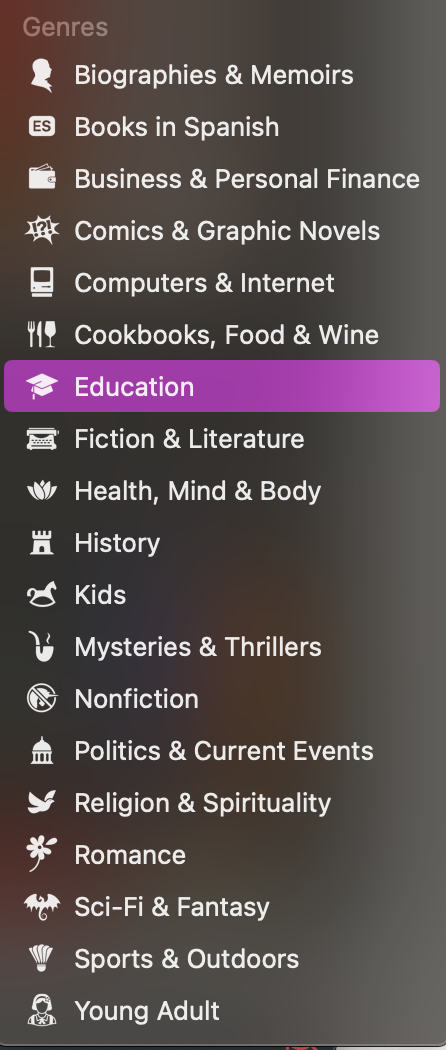 Genres
Biographies & Memoirs
ES Books in Spanish
Business & Personal Finance
Comics & Graphic Novels
Computers & Internet
Cookbooks, Food & Wine
Education
Fiction & Literature
Health, Mind & Body
History
Kids
Mysteries & Thrillers
Nonfiction
Politics & Current Events
Religion & Spirituality
Romance
Sci-Fi & Fantasy
Sports & Outdoors
Young Adult